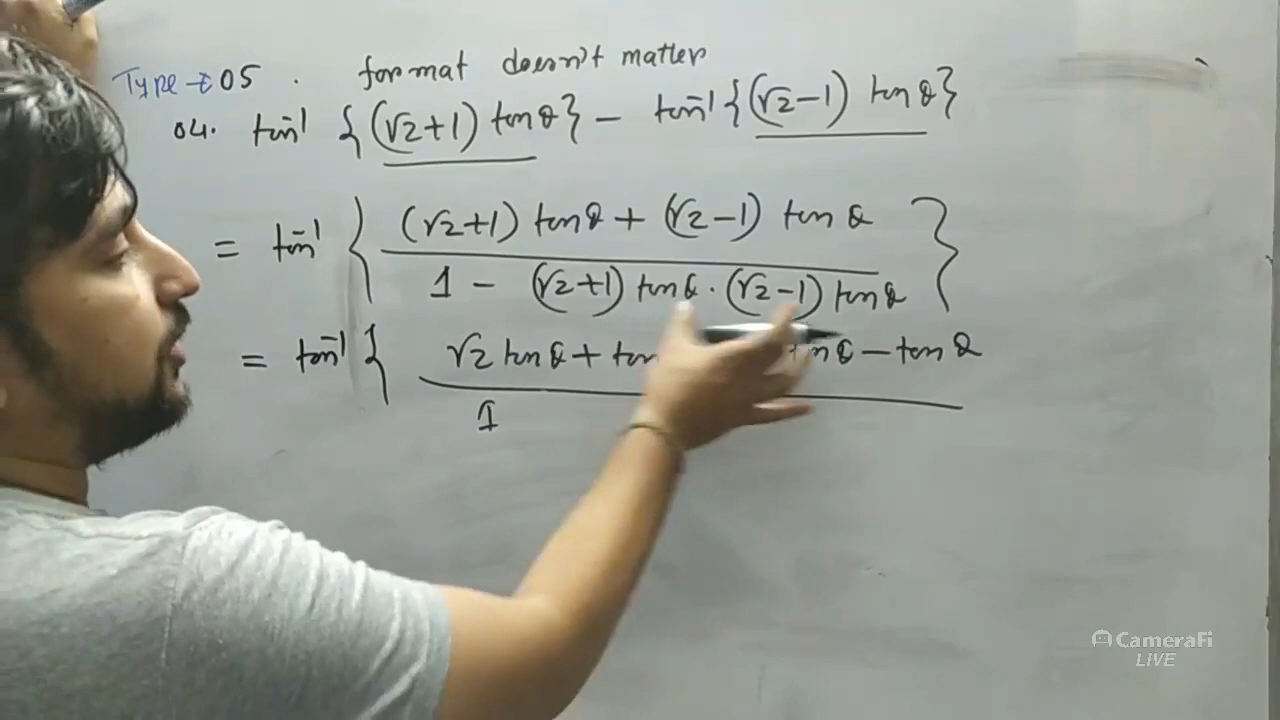 Type → 05 . format doesn't matter
04. tan⁻¹ {(√2+1) tanθ} – tan⁻¹ {(√2–1) tanθ}
= tan⁻¹ { (√2+1) tanθ + (√2–1) tanθ
1 – (√2+1) tanθ · (√2–1) tanθ }
= tan⁻¹ { √2 tanθ + tan θ – tanθ
1
CameraFi
LIVE